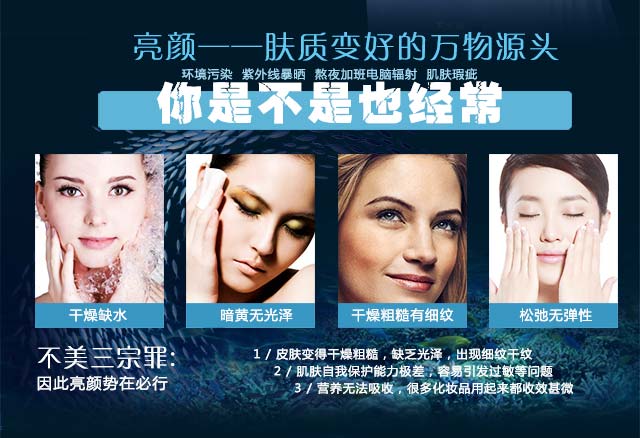 亮颜——肤质变好的万物源头
环境污染 紫外线暴晒 熬夜加班电脑辐射 肌肤瑕疵
你是不是也经常
干燥缺水
暗黄无光泽
干燥粗糙有细纹
松弛无弹性
不美三宗罪:
因此亮颜势在必行
1 / 皮肤变得干燥粗糙，缺乏光泽，出现细纹干纹
2 / 肌肤自我保护能力极差，容易引发过敏等问题
3 / 营养无法吸收，很多化妆品用起来都收效甚微